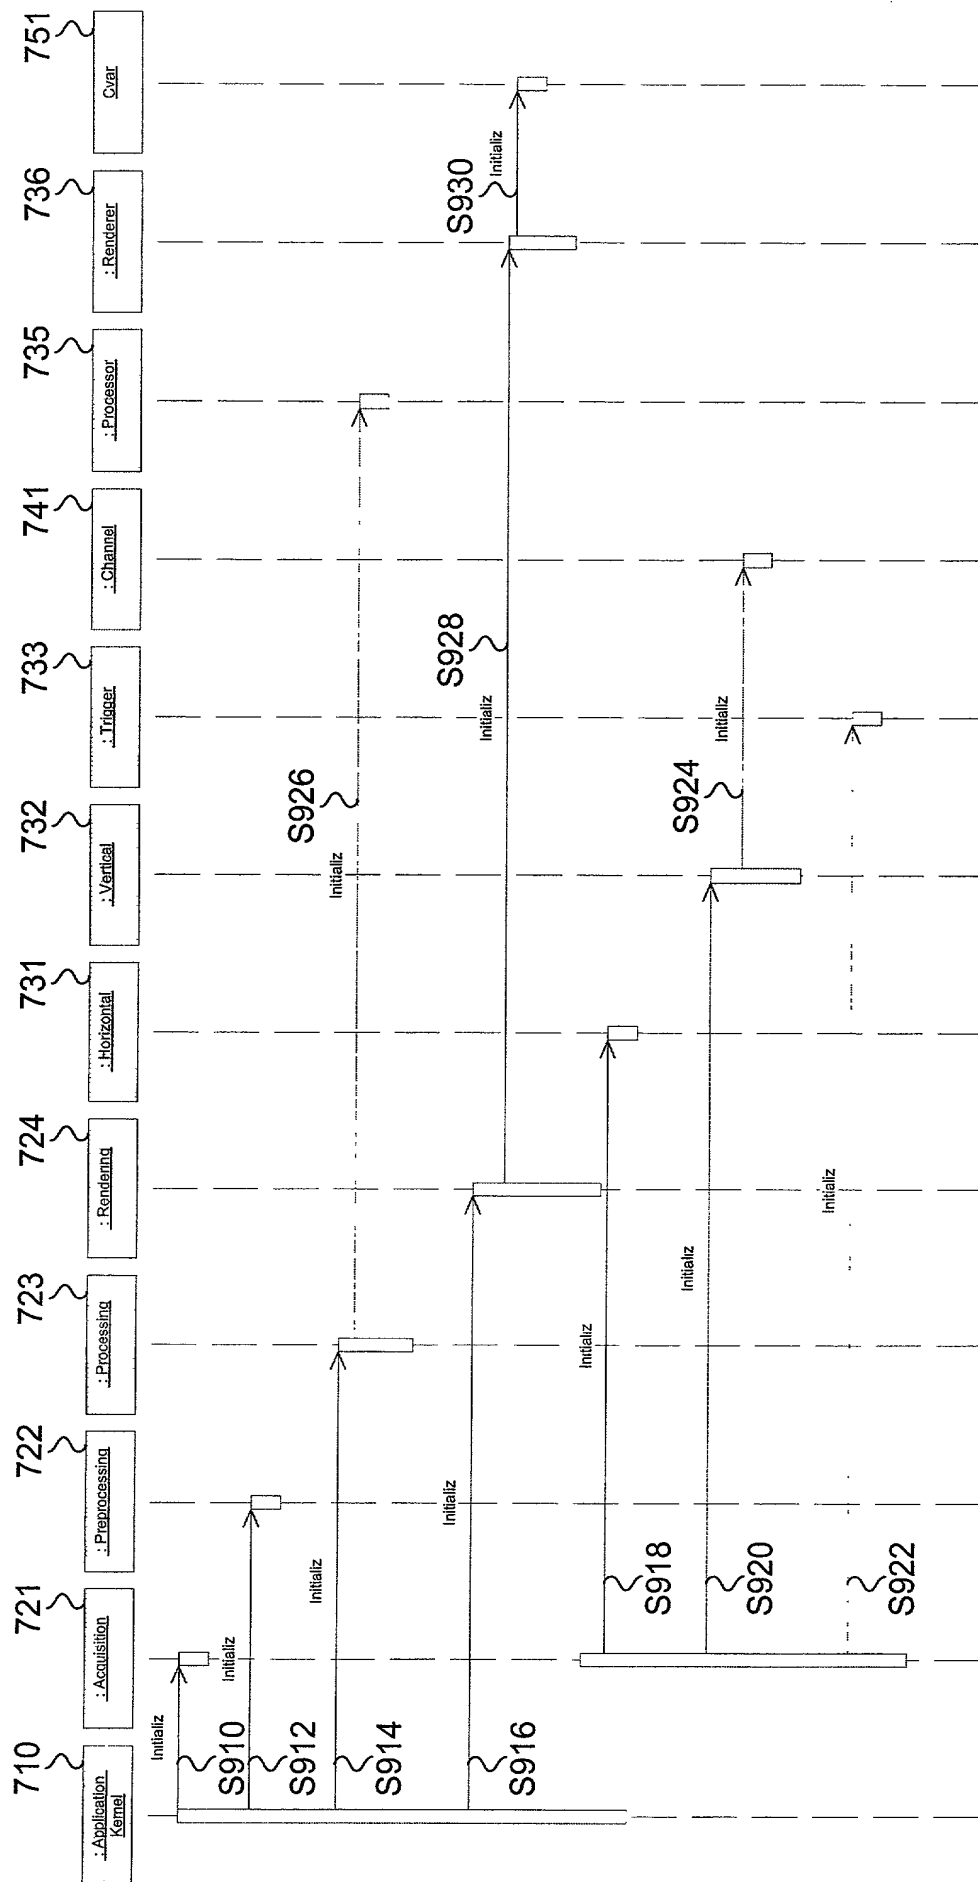 710
721
722
723
724
731
732
733
741
735
736
751
: Application
Kernel
: Acquisition
: Preprocessing
: Processing
: Rendering
: Horizontal
: Vertical
: Trigger
: Channel
: Processor
: Renderer
Cvar
Initializ
S910
Initializ
S912
Initializ
S914
Initializ
S926
Initializ
S916
Initializ
S928
Initializ
S930
Initializ
S918
Initializ
S920
Initializ
S924
Initializ
S922